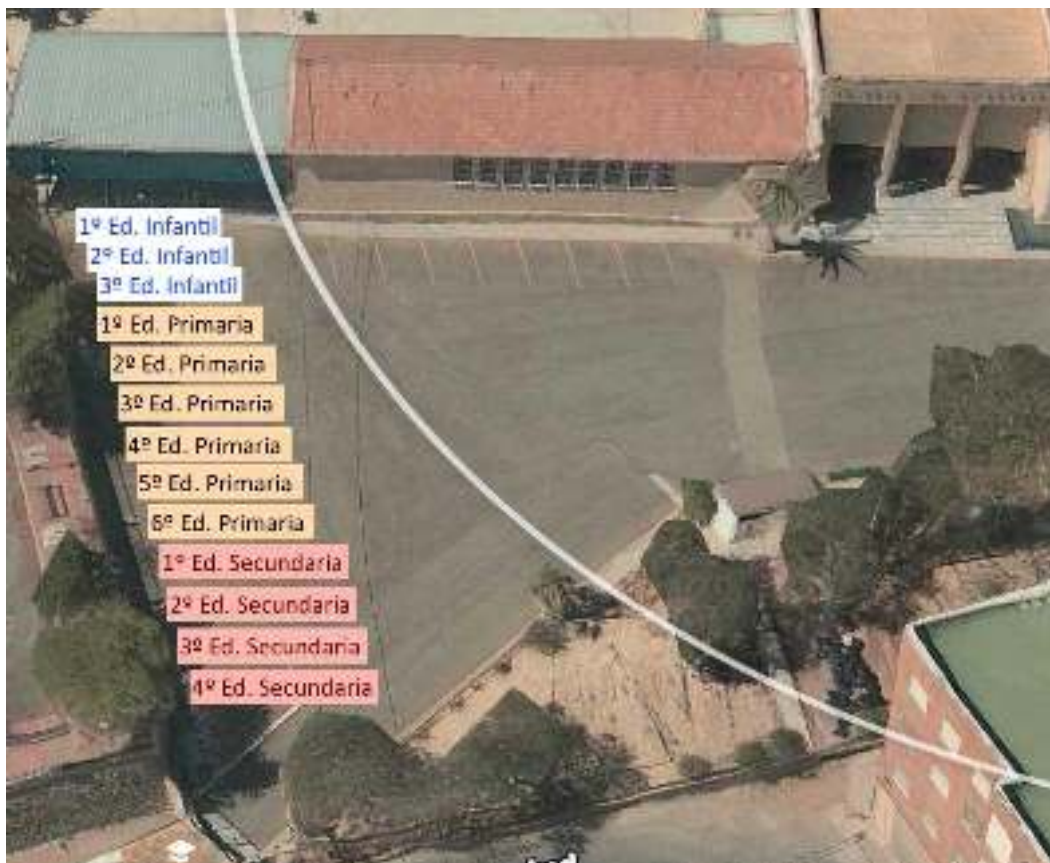 1º Ed. Infantil
2º Ed. Infantil
3º Ed. Infantil
1º Ed. Primaria
2º Ed. Primaria
3º Ed. Primaria
4º Ed. Primaria
5º Ed. Primaria
6º Ed. Primaria
1º Ed. Secundaria
2º Ed. Secundaria
3º Ed. Secundaria
4º Ed. Secundaria